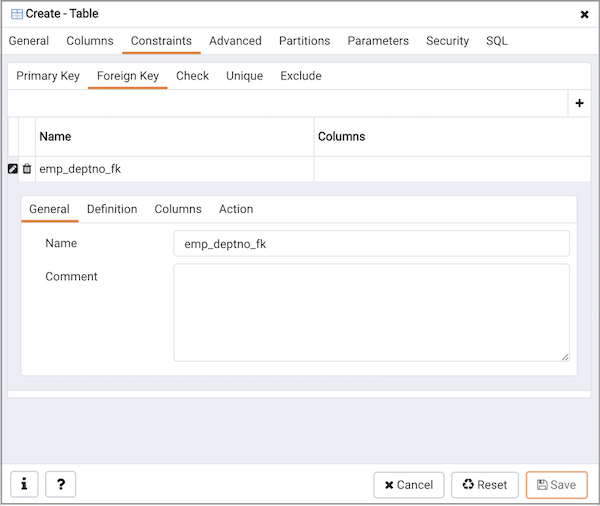 Create - Table
General Columns Constraints Advanced Partitions Parameters Security SQL
Primary Key Foreign Key Check Unique Exclude
Name Columns
emp_deptno_fk
General Definition Columns Action
Name emp_deptno_fk
Comment
i ? Cancel Reset Save